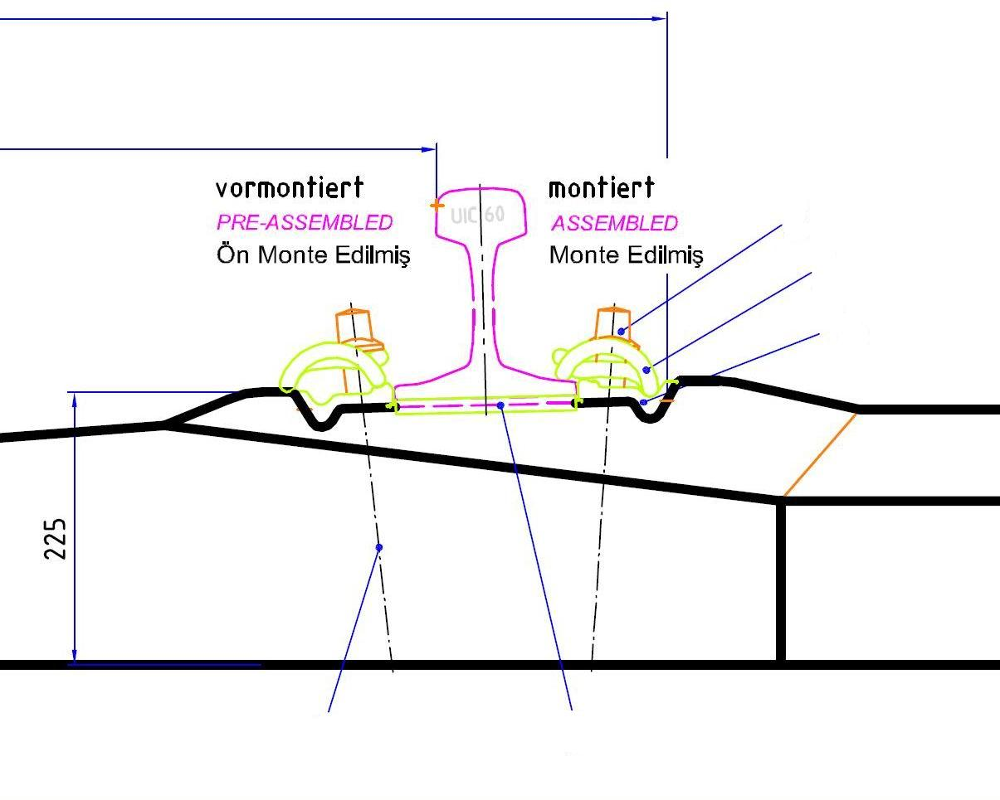 vormontiert
PRE-ASSEMBLED
Ön Monte Edilmiş
UIC 60
montiert
ASSEMBLED
Monte Edilmiş
225